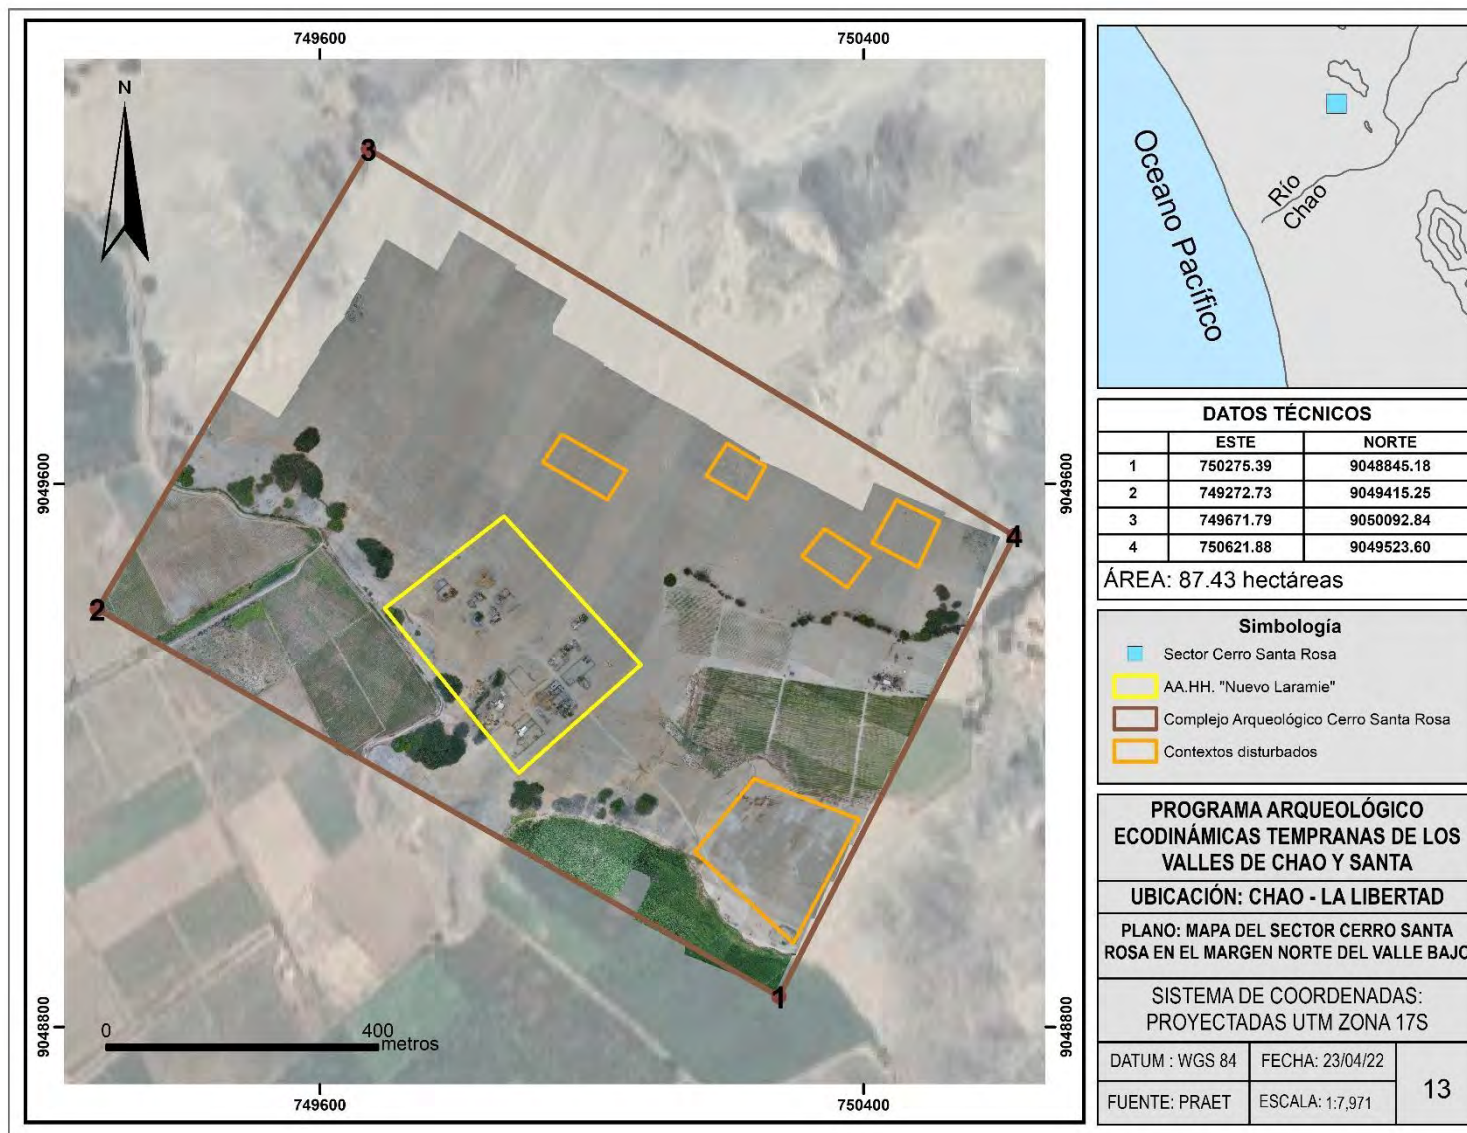 749600
750400
N
3
4
2
1
9049600
9049600
9048800
9048800
0
400
metros
749600
750400
Oceano Pacífico
Río
Chao
DATOS TÉCNICOS
ESTE NORTE
1 750275.39 9048845.18
2 749272.73 9049415.25
3 749671.79 9050092.84
4 750621.88 9049523.60
ÁREA: 87.43 hectáreas
Simbología
Sector Cerro Santa Rosa
AA.HH. "Nuevo Laramie"
Complejo Arqueológico Cerro Santa Rosa
Contextos disturbados
PROGRAMA ARQUEOLÓGICO
ECODINÁMICAS TEMPRANAS DE LOS
VALLES DE CHAO Y SANTA
UBICACIÓN: CHAO - LA LIBERTAD
PLANO: MAPA DEL SECTOR CERRO SANTA
ROSA EN EL MARGEN NORTE DEL VALLE BAJO
SISTEMA DE COORDENADAS:
PROYECTADAS UTM ZONA 17S
DATUM : WGS 84 FECHA: 23/04/22
FUENTE: PRAET ESCALA: 1:7,971
13